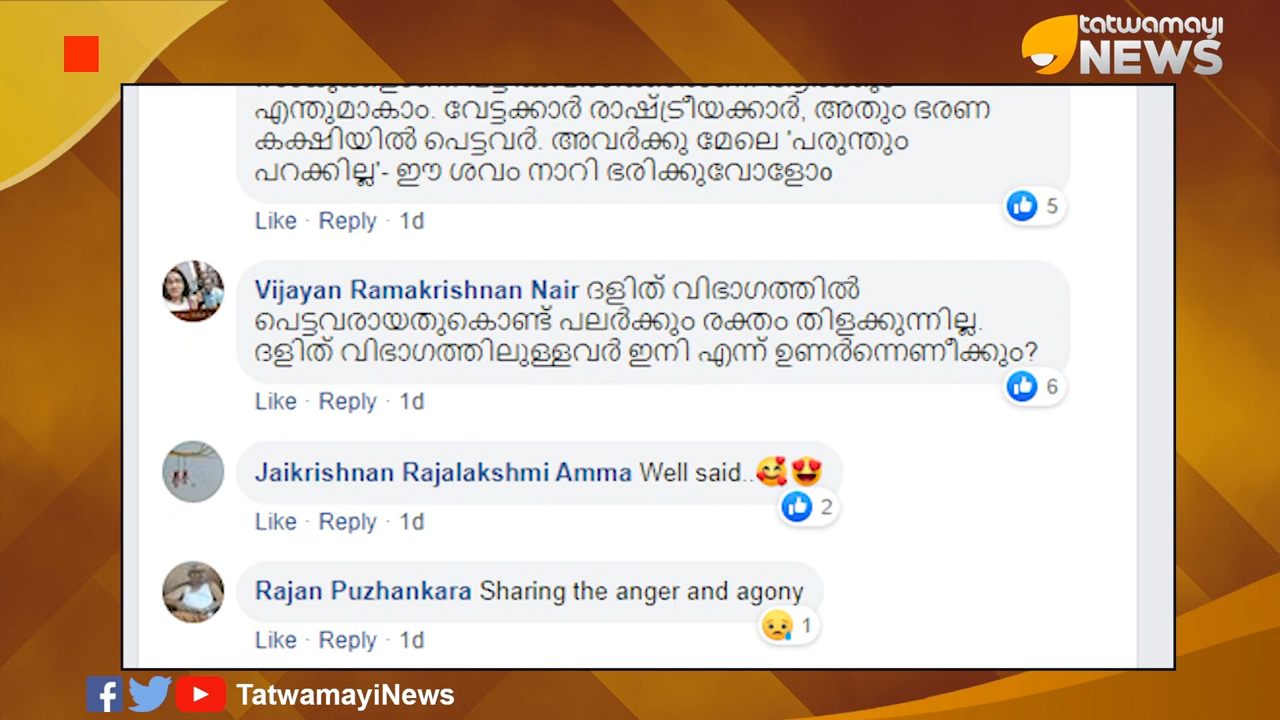 tatwamayi
NEWS
എന്തുമാകാം. വേട്ടക്കാർ രാഷ്ട്രീയക്കാർ, അതും ഭരണ
കക്ഷിയിൽ പെട്ടവർ. അവർക്കു മേലെ 'പരുന്തും
പറക്കില്ല'- ഈ ശവം നാറി ഭരിക്കുവോളോം
5
Like · Reply · 1d
Vijayan Ramakrishnan Nair ദളിത് വിഭാഗത്തിൽ
പെട്ടവരായതുകൊണ്ട് പലർക്കും രക്തം തിളക്കുന്നില്ല.
ദളിത് വിഭാഗത്തിലുള്ളവർ ഇനി എന്ന് ഉണർന്നെണീക്കും?
6
Like · Reply · 1d
Jaikrishnan Rajalakshmi Amma Well said..🥰😍
2
Like · Reply · 1d
Rajan Puzhankara Sharing the anger and agony
1
Like · Reply · 1d
TatwamayiNews